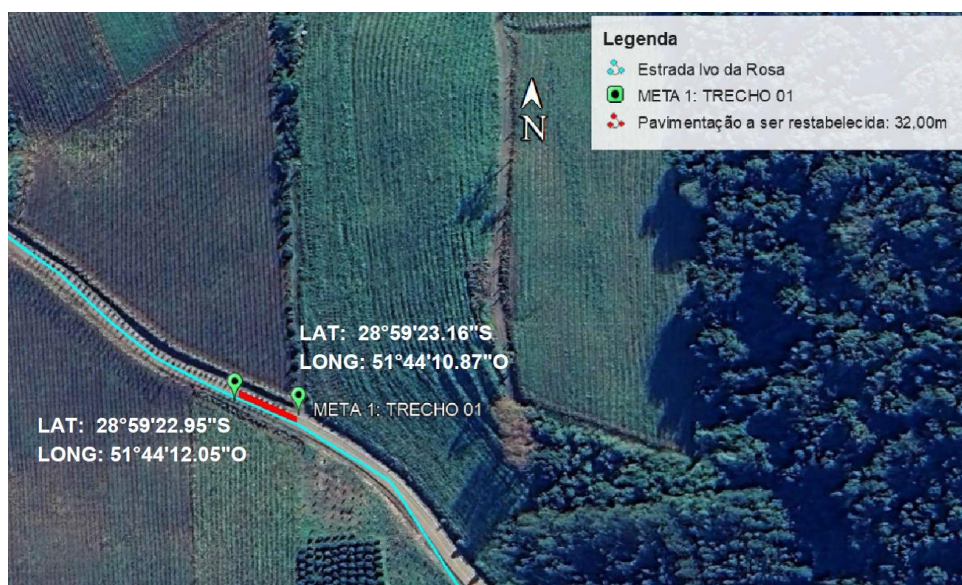 Legenda
Estrada Ivo da Rosa
META 1: TRECHO 01
Pavimentação a ser restabelecida: 32,00m
N
LAT: 28°59'23.16"S
LONG: 51°44'10.87"O
META 1: TRECHO 01
LAT: 28°59'22.95"S
LONG: 51°44'12.05"O